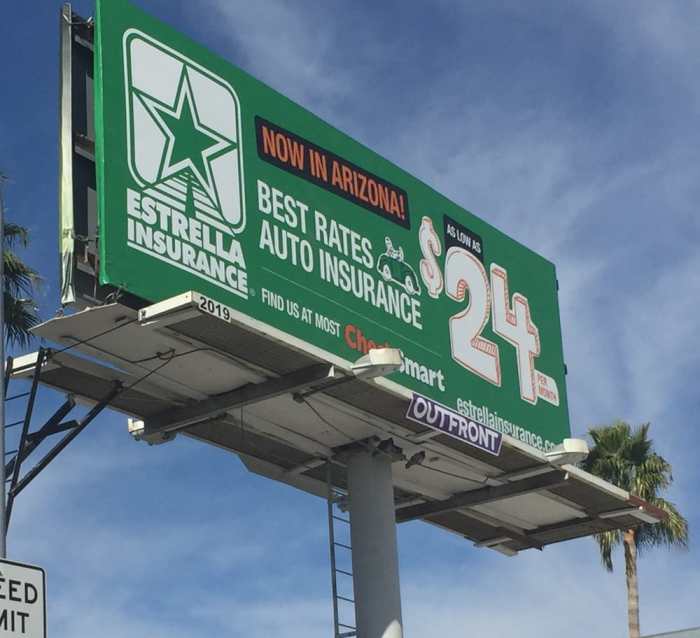 NOW IN ARIZONA!
ESTRELLA
INSURANCE
BEST RATES
AUTO INSURANCE
AS LOW AS
$24
PER
MONTH
FIND US AT MOST
smart
estrellainsurance.c
2019
OUTFRONT
EED
MIT